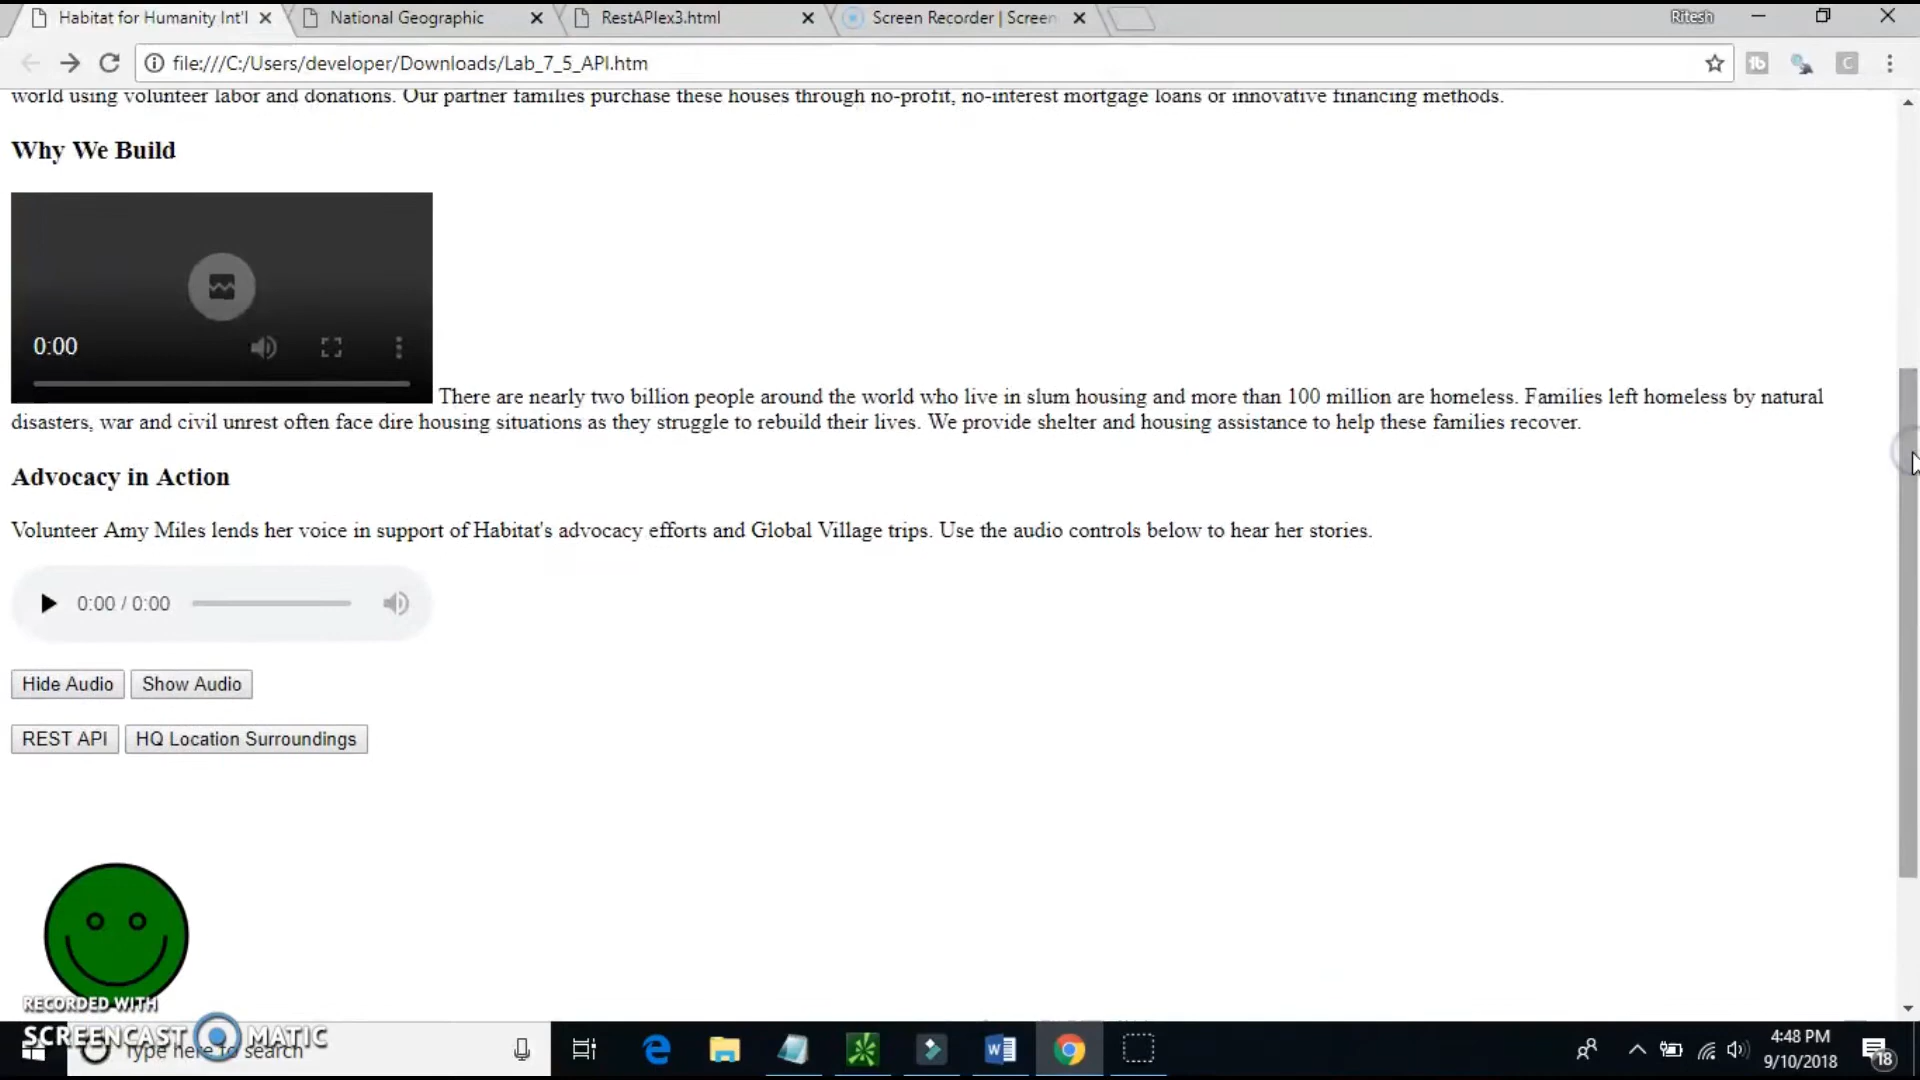 Habitat for Humanity Int'l
National Geographic
RestAPIex3.html
Screen Recorder | Screen
Ritesh
file:///C:/Users/developer/Downloads/Lab_7_5_API.htm
world using volunteer labor and donations. Our partner families purchase these houses through no-profit, no-interest mortgage loans or innovative financing methods.
Why We Build
0:00
There are nearly two billion people around the world who live in slum housing and more than 100 million are homeless. Families left homeless by natural
disasters, war and civil unrest often face dire housing situations as they struggle to rebuild their lives. We provide shelter and housing assistance to help these families recover.
Advocacy in Action
Volunteer Amy Miles lends her voice in support of Habitat's advocacy efforts and Global Village trips. Use the audio controls below to hear her stories.
0:00 / 0:00
Hide Audio Show Audio
REST API HQ Location Surroundings
RECORDED WITH
SCREENCAST MATIC
Type here to search
4:48 PM
9/10/2018
18